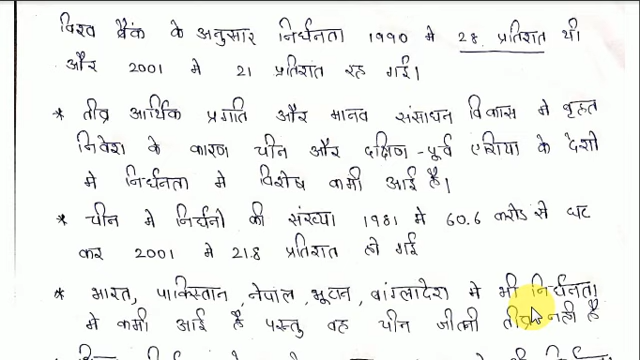 विश्व बैंक के अनुसार निर्धनता 1990 मे 28 प्रतिशत थी
और 2001 मे 21 प्रतिशत रह गई।
* तीव्र आर्थिक प्रगति और मानव संसाधन विकास मे वृहत
निवेश के कारण चीन और दक्षिण-पूर्व एशिया के देशो
मे निर्धनता मे विशेष कमी आई है।
* चीन मे निर्धनो की संख्या 1981 मे 60.6 करोड से घट
कर 2001 मे 21.8 प्रतिशत हो गई
* भारत, पाकिस्तान, नेपाल, भूटान, बांग्लादेश मे भी निर्धनता
मे कमी आई है परन्तु वह चीन जीतनी तीव्र नही है